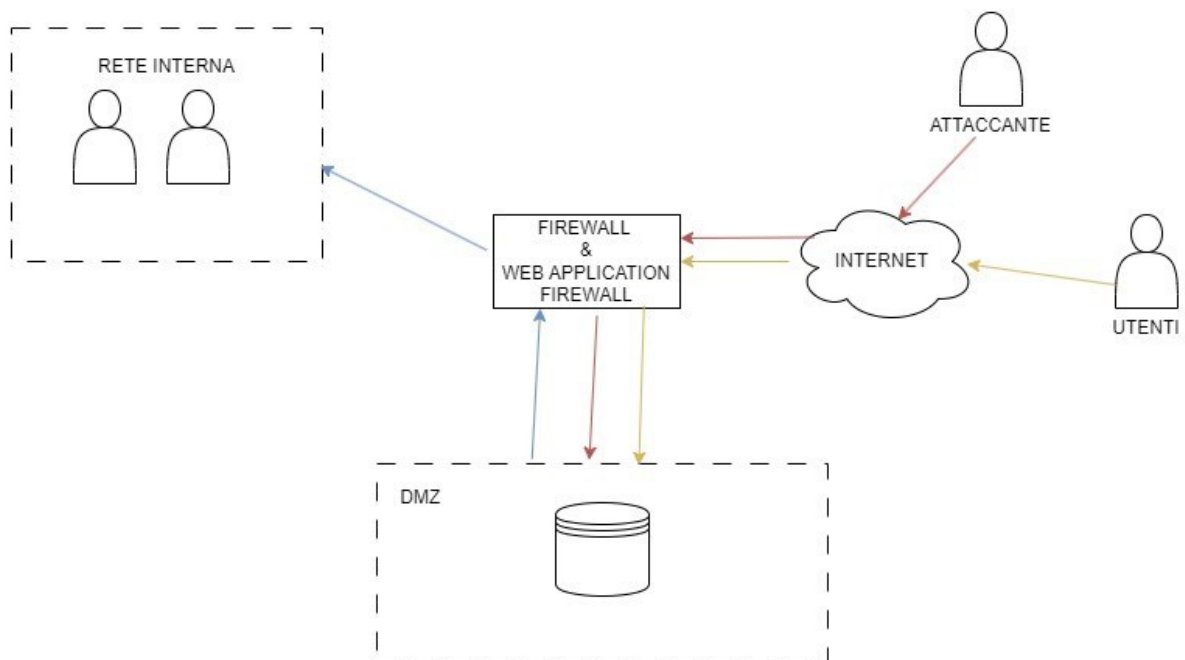 RETE INTERNA
ATTACCANTE
FIREWALL
&
WEB APPLICATION
FIREWALL
INTERNET
UTENTI
DMZ